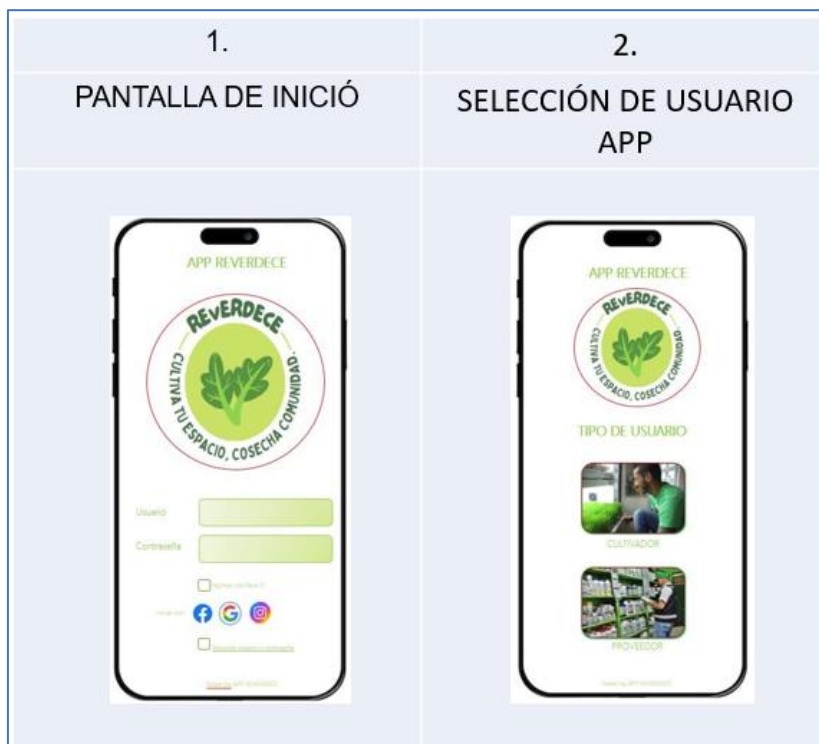 1.
2.
PANTALLA DE INICIÓ
SELECCIÓN DE USUARIO
APP
APP REVERDECE
REVERDECE
CULTIVA TU ESPACIO, COSECHA COMUNIDAD.
Usuario
Contraseña
APP REVERDECE
REVERDECE
CULTIVA TU ESPACIO, COSECHA COMUNIDAD.
TIPO DE USUARIO
CULTIVADOR
PROVEEDOR